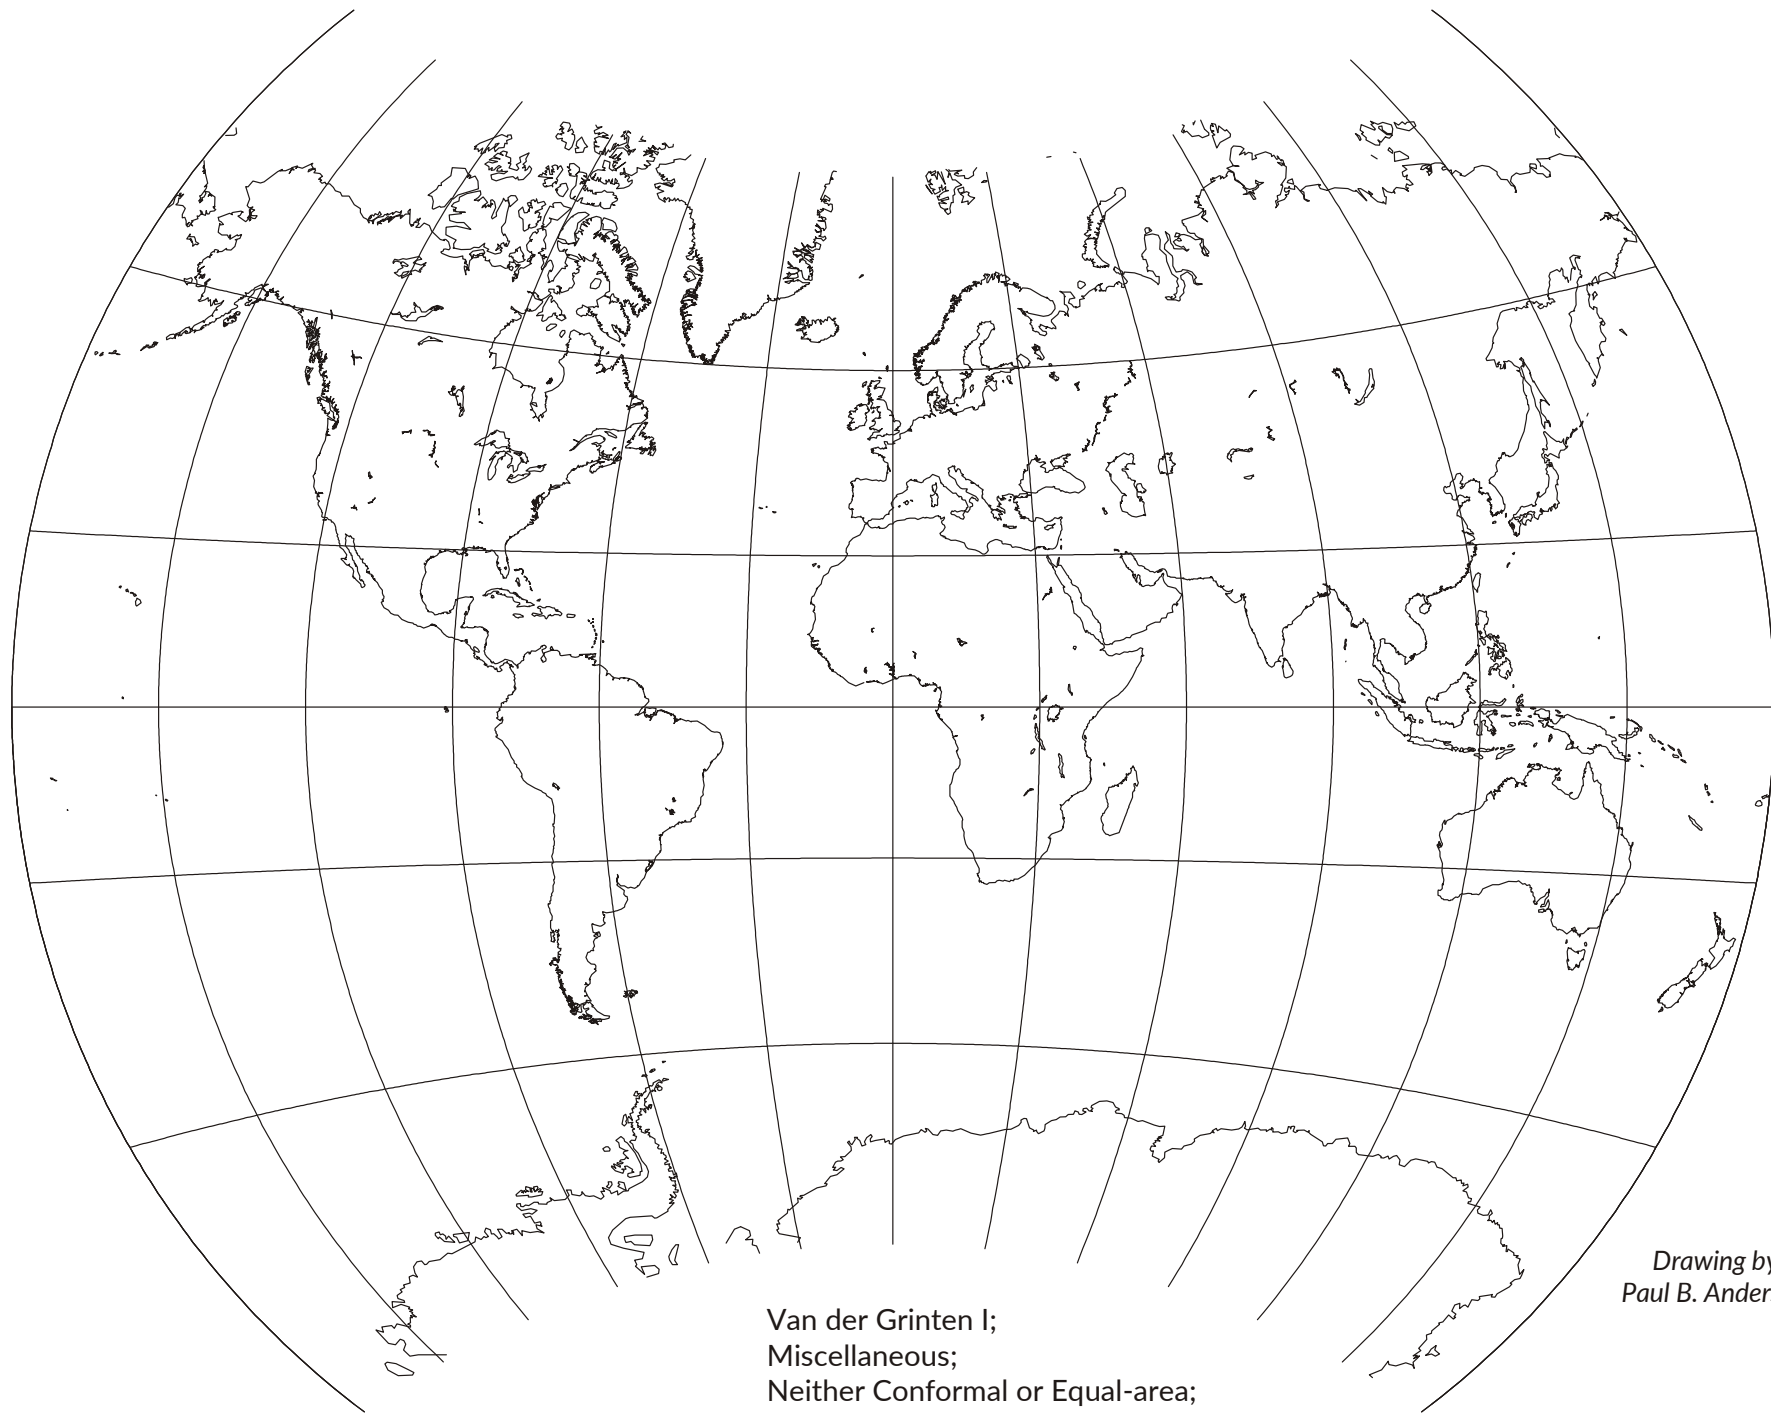 Drawing by
Paul B. Ander
Van der Grinten I;
Miscellaneous;
Neither Conformal or Equal-area;